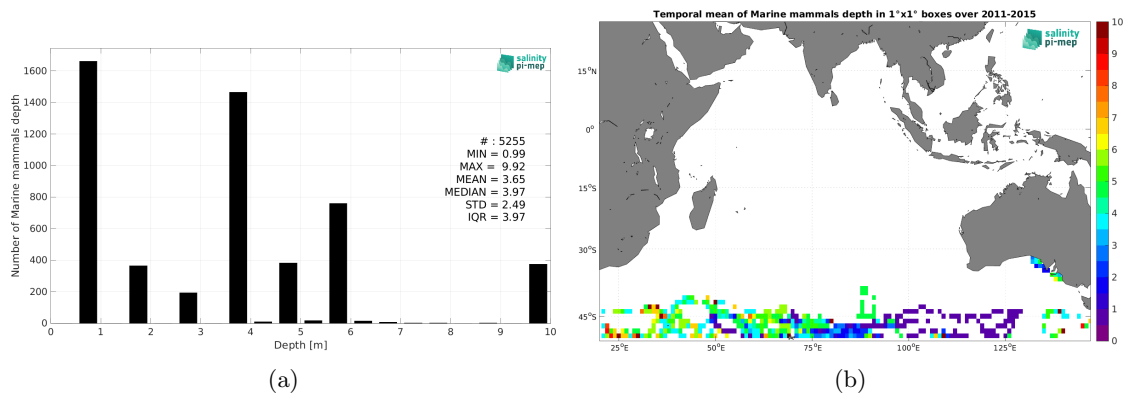 salinity
pi-mep
Number of Marine mammals depth
1600
1400
1200
1000
800
600
400
200
0
# : 5255
MIN = 0.99
MAX = 9.92
MEAN = 3.65
MEDIAN = 3.97
STD = 2.49
IQR = 3.97
0 1 2 3 4 5 6 7 8 9 10
Depth [m]
(a)
Temporal mean of Marine mammals depth in 1°x1° boxes over 2011-2015
salinity
pi-mep
15°N
0°
15°S
30°S
45°S
25°E 50°E 75°E 100°E 125°E
10
9
8
7
6
5
4
3
2
1
0
(b)